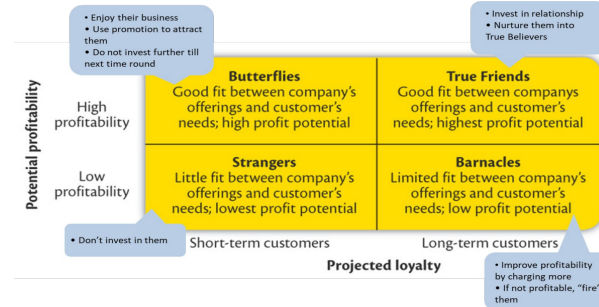 • Enjoy their business
• Use promotion to attract
them
• Do not invest further till
next time round
• Invest in relationship
• Nurture them into
True Believers
Potential profitability
High
profitability
Butterflies
Good fit between company's
offerings and customer's
needs; high profit potential
True Friends
Good fit between companys
offerings and customer's
needs; highest profit potential
Low
profitability
Strangers
Little fit between company's
offerings and customer's
needs; lowest profit potential
Barnacles
Limited fit between company's
offerings and customer's
needs; low profit potential
• Don't invest in them
Short-term customers
Long-term customers
Projected loyalty
• Improve profitability
by charging more
• If not profitable, "fire"
them